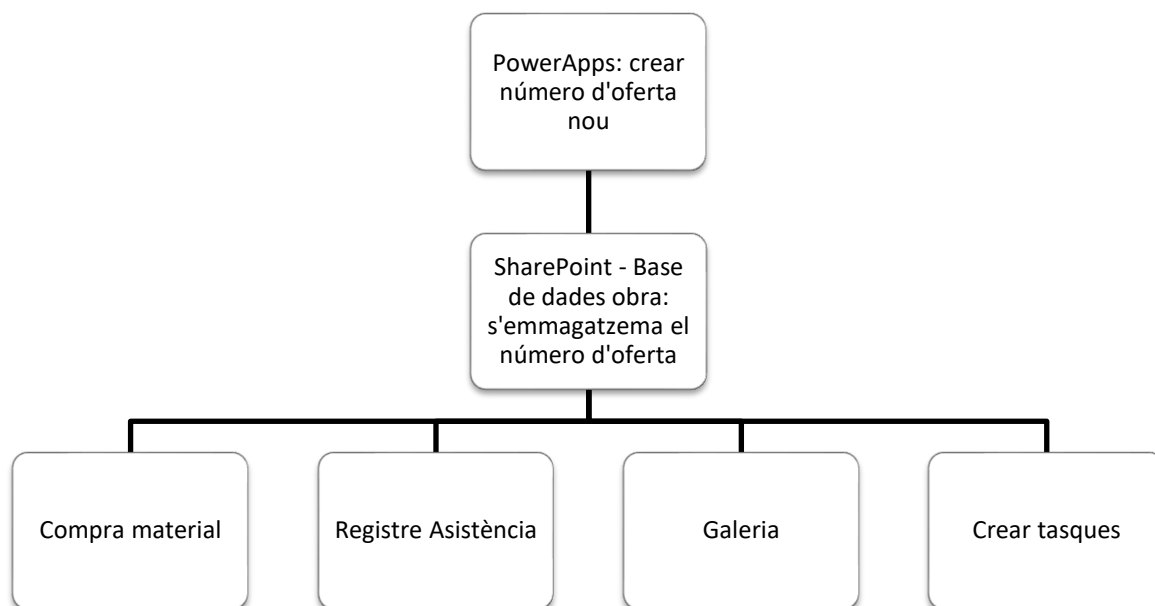 PowerApps: crear
número d'oferta
nou
SharePoint - Base
de dades obra:
s'emmagatzema el
número d'oferta
Compra material
Registre Asistència
Galeria
Crear tasques